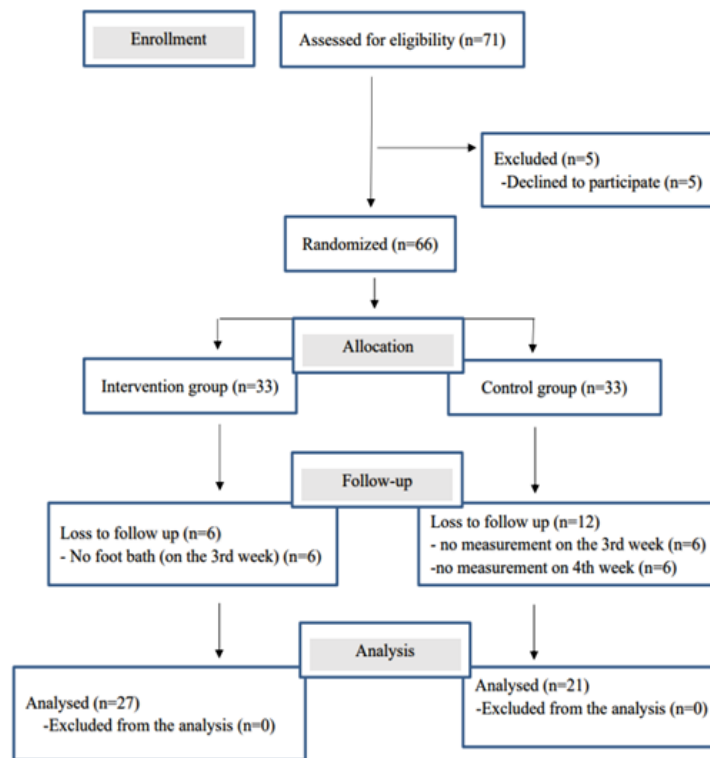 Enrollment
Assessed for eligibility (n=71)
Excluded (n=5)
-Declined to participate (n=5)
Randomized (n=66)
Allocation
Intervention group (n=33)
Control group (n=33)
Follow-up
Loss to follow up (n=6)
- No foot bath (on the 3rd week) (n=6)
Loss to follow up (n=12)
- no measurement on the 3rd week (n=6)
-no measurement on 4th week (n=6)
Analysis
Analysed (n=27)
-Excluded from the analysis (n=0)
Analysed (n=21)
-Excluded from the analysis (n=0)